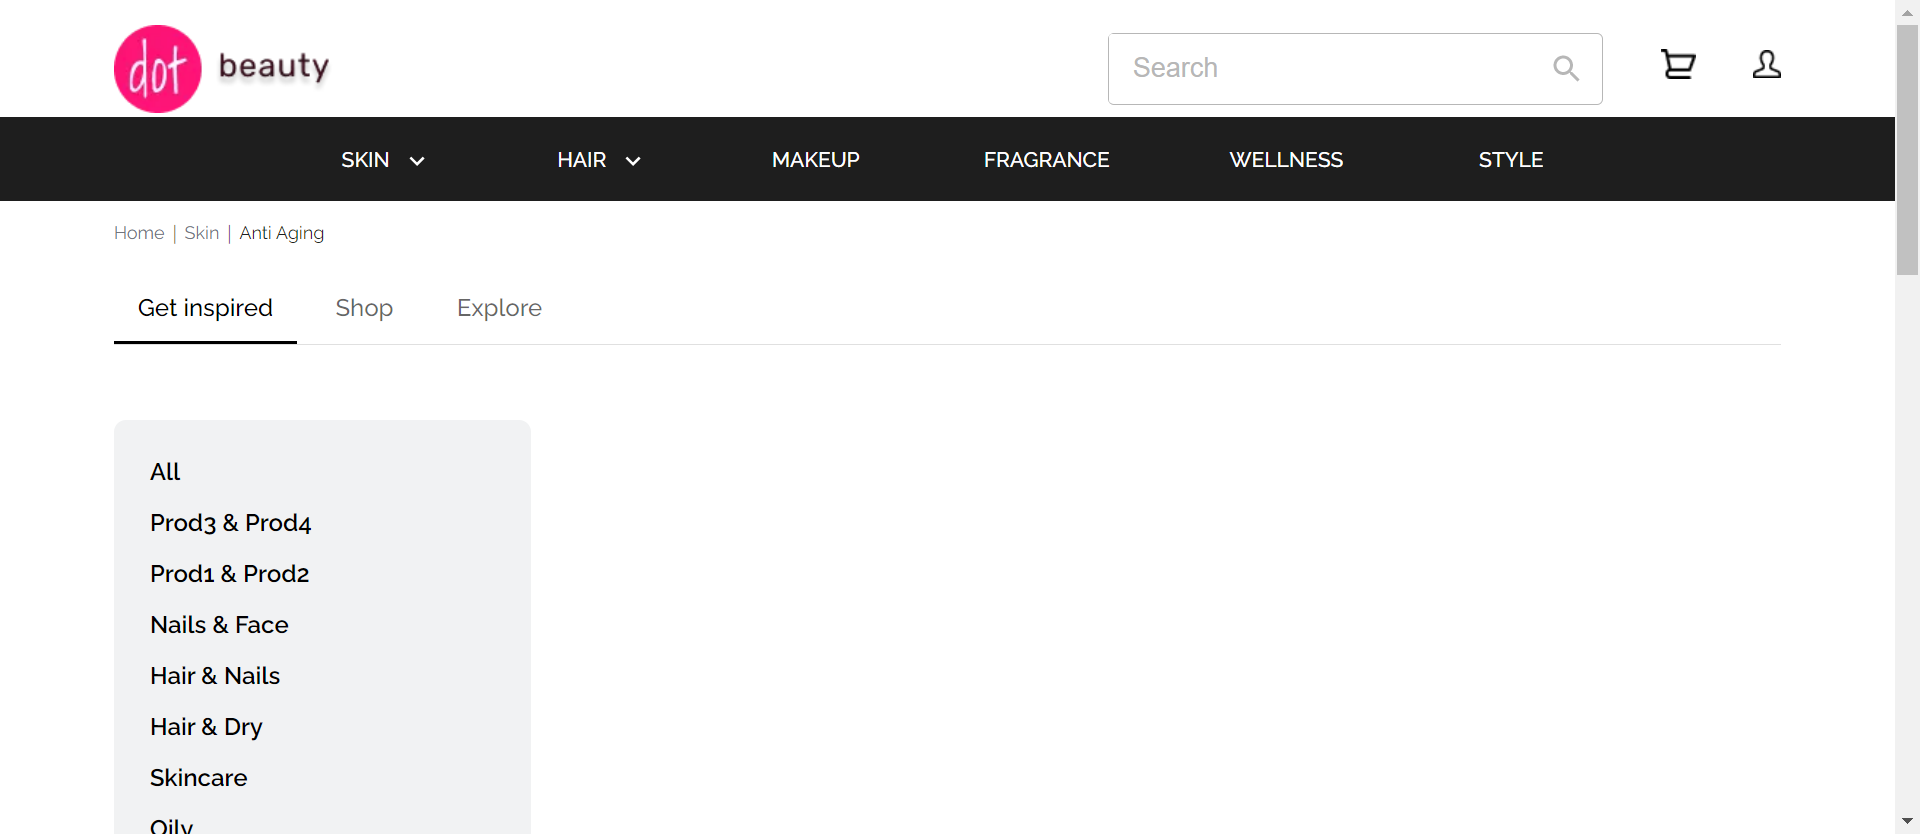 dot beauty
Search
SKIN HAIR MAKEUP FRAGRANCE WELLNESS STYLE
Home | Skin | Anti Aging
Get inspired Shop Explore
All
Prod3 & Prod4
Prod1 & Prod2
Nails & Face
Hair & Nails
Hair & Dry
Skincare
Oily